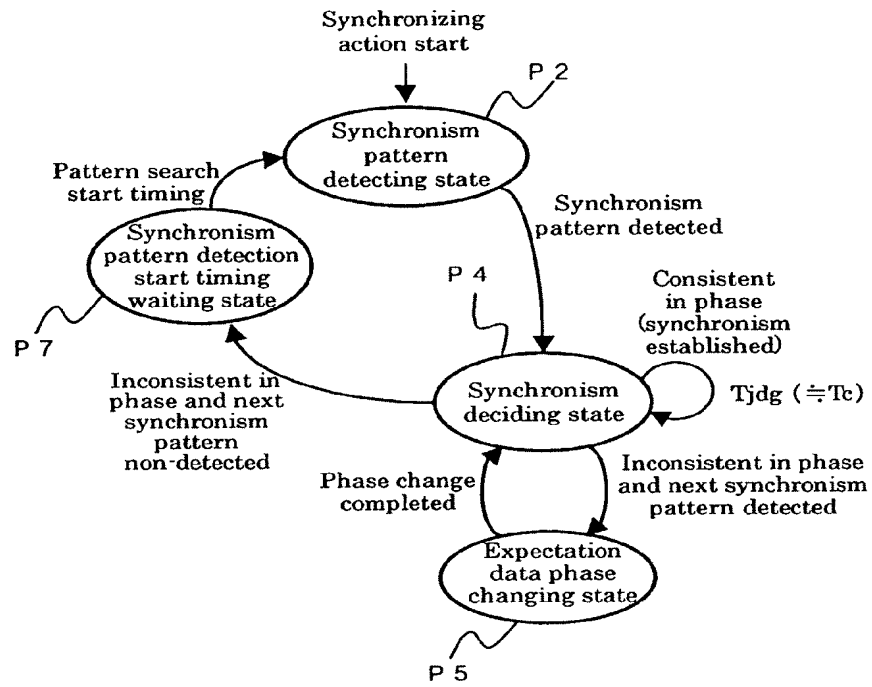 Synchronizing
action start
P 2
Synchronism
pattern
detecting state
Pattern search
start timing
Synchronism
pattern detected
Synchronism
pattern detection
start timing
waiting state
P 4
Consistent
in phase
(synchronism
established)
P 7
Inconsistent in
phase and next
synchronism
pattern
non-detected
Synchronism
deciding state
Tjdg (≒Tc)
Phase change
completed
Inconsistent in phase
and next synchronism
pattern detected
Expectation
data phase
changing state
P 5